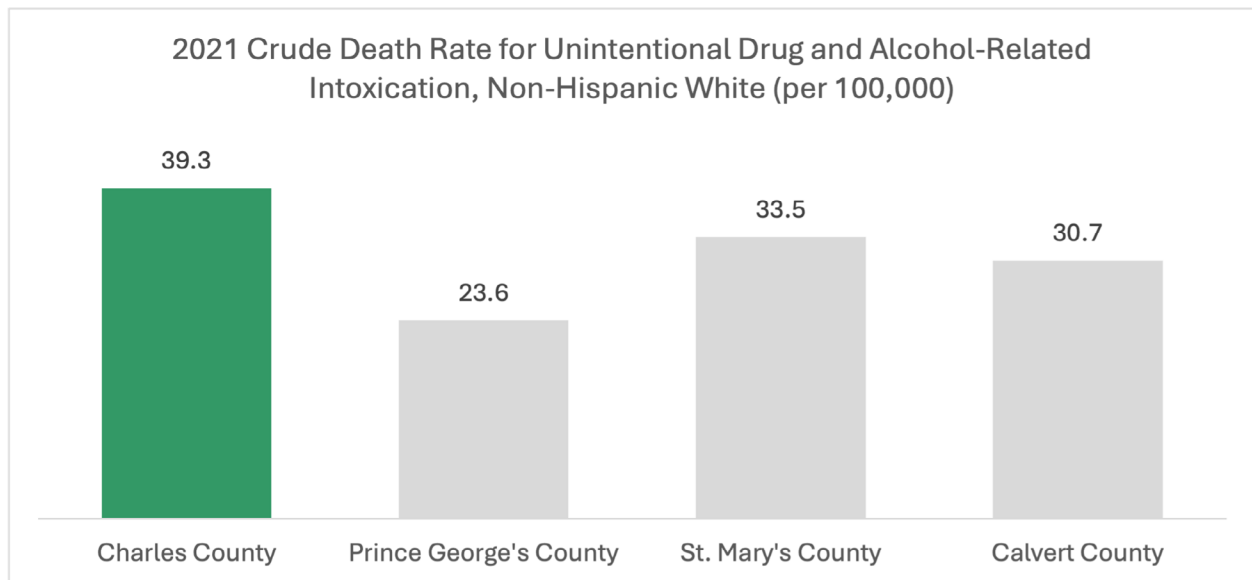 2021 Crude Death Rate for Unintentional Drug and Alcohol-Related
Intoxication, Non-Hispanic White (per 100,000)
39.3
23.6
33.5
30.7
Charles County
Prince George's County
St. Mary's County
Calvert County